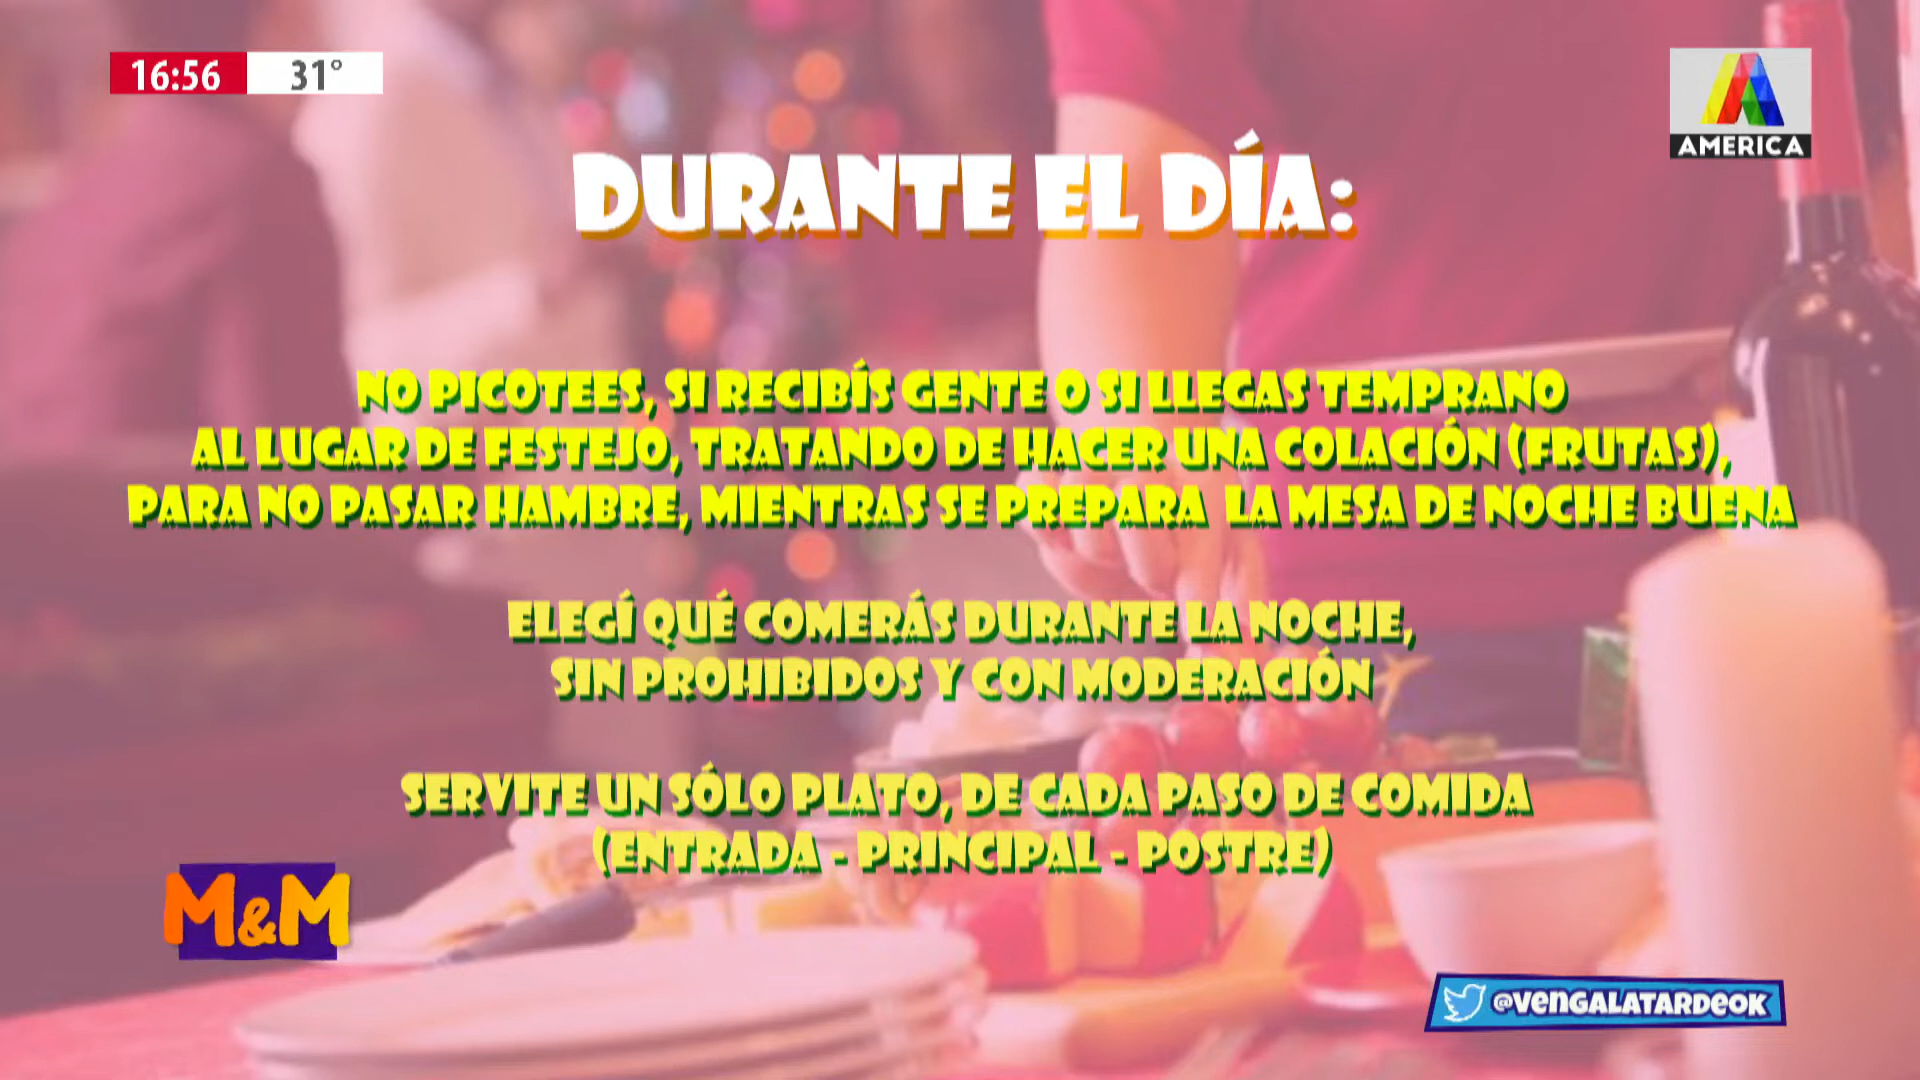 16:56 31°
AMERICA
DURANTE EL DÍA:
NO PICOTEES, SI RECIBÍS GENTE O SI LLEGAS TEMPRANO
AL LUGAR DE FESTEJO, TRATANDO DE HACER UNA COLACIÓN (FRUTAS),
PARA NO PASAR HAMBRE, MIENTRAS SE PREPARA LA MESA DE NOCHE BUENA
ELEGÍ QUÉ COMERÁS DURANTE LA NOCHE,
SIN PROHIBIDOS Y CON MODERACIÓN
SERVITE UN SÓLO PLATO, DE CADA PASO DE COMIDA
(ENTRADA - PRINCIPAL - POSTRE)
M&M
@VENGALATARDEOK